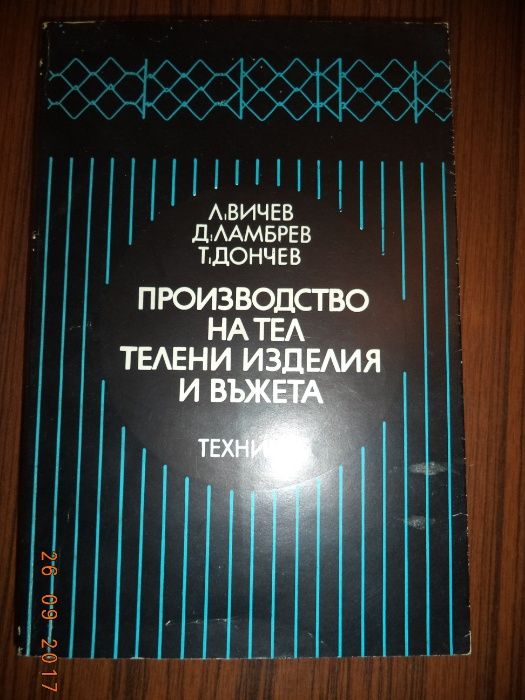 Л.ВИЧЕВ
Д.ЛАМБРЕВ
Т.ДОНЧЕВ
ПРОИЗВОДСТВО
НА ТЕЛ
ТЕЛЕНИ ИЗДЕЛИЯ
И ВЪЖЕТА
26 09 2017